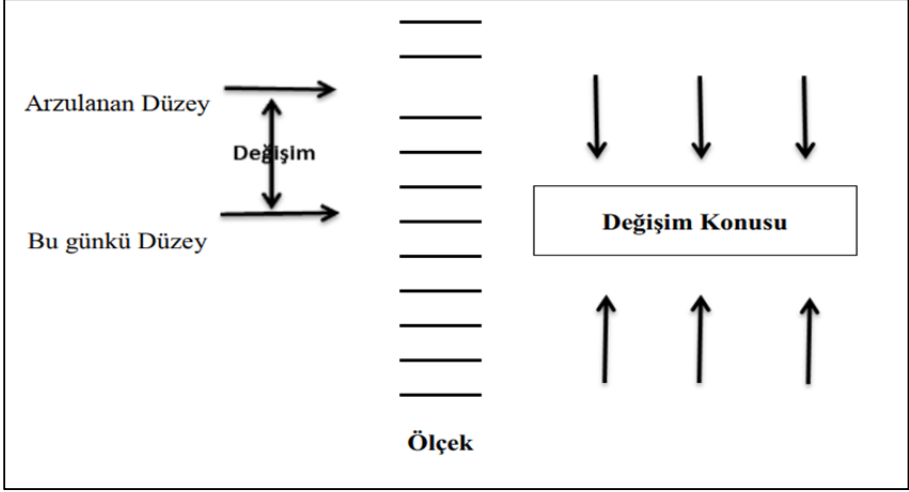 Arzulanan Düzey
Değişim
Bu günkü Düzey
Değişim Konusu
Ölçek